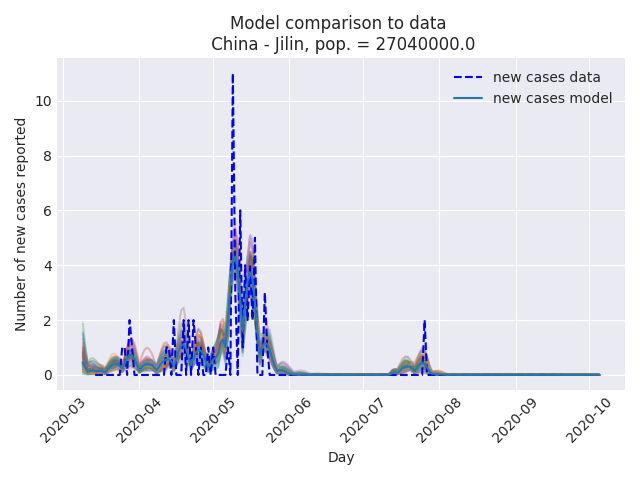 Model comparison to data
China - Jilin, pop. = 27040000.0
new cases data
new cases model
Number of new cases reported
10
8
6
4
2
0
2020-03
2020-04
2020-05
2020-06
2020-07
2020-08
2020-09
2020-10
Day